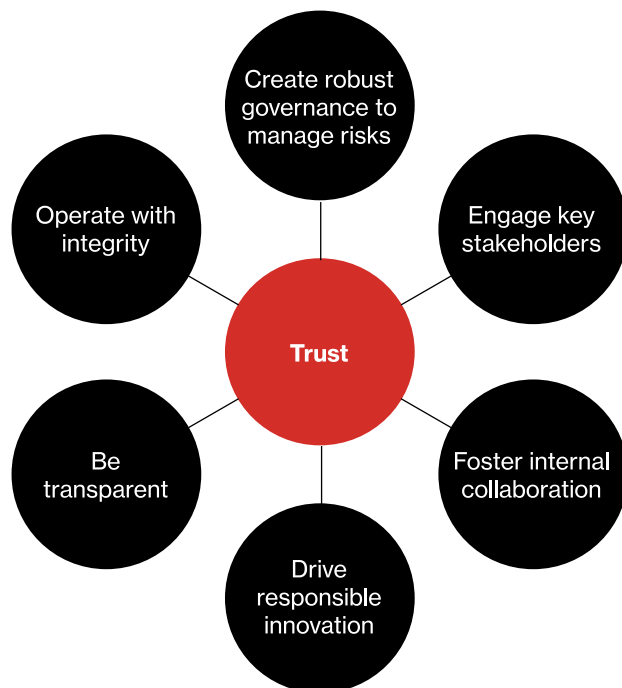 Create robust
governance to
manage risks
Operate with
integrity
Engage key
stakeholders
Trust
Be
transparent
Foster internal
collaboration
Drive
responsible
innovation